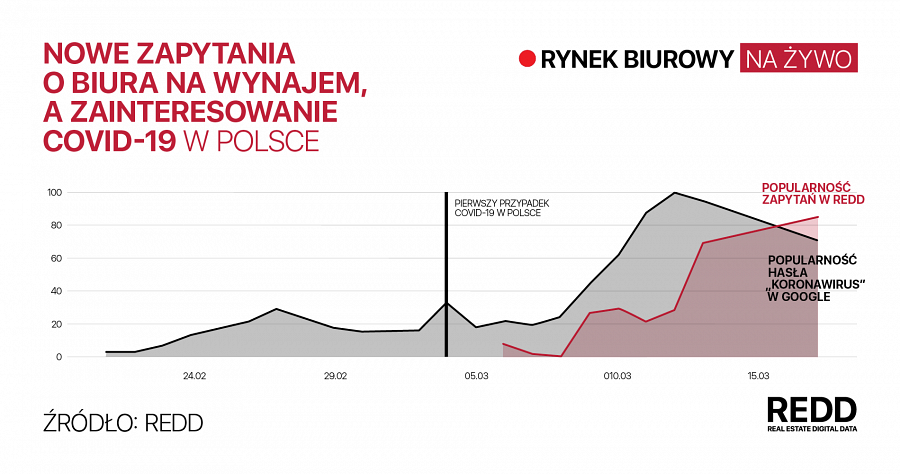 NOWE ZAPYTANIA
O BIURA NA WYNAJEM,
A ZAINTERESOWANIE
COVID-19 W POLSCE
RYNEK BIUROWY NA ŻYWO
100
80
60
40
20
0
PIERWSZY PRZYPADEK
COVID-19 W POLSCE
POPULARNOŚĆ
ZAPYTAŃ W REDD
POPULARNOŚĆ
HASŁA
„KORONAWIRUS”
W GOOGLE
24.02
29.02
05.03
010.03
15.03
ŹRÓDŁO: REDD
REDD
REAL ESTATE DIGITAL DATA